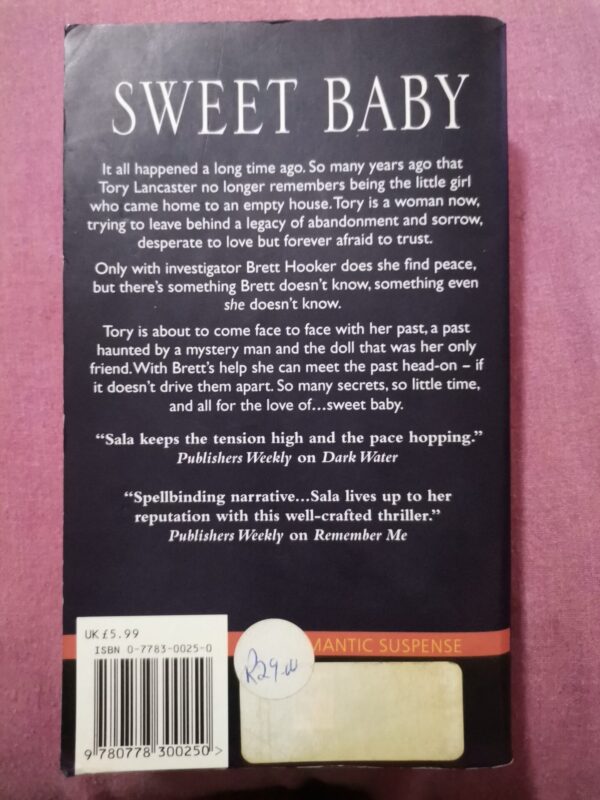 SWEET BABY
It all happened a long time ago. So many years ago that
Tory Lancaster no longer remembers being the little girl
who came home to an empty house. Tory is a woman now,
trying to leave behind a legacy of abandonment and sorrow,
desperate to love but forever afraid to trust.
Only with investigator Brett Hooker does she find peace,
but there's something Brett doesn't know, something even
she doesn't know.
Tory is about to come face to face with her past, a past
haunted by a mystery man and the doll that was her only
friend. With Brett's help she can meet the past head-on – if
it doesn't drive them apart. So many secrets, so little time,
and all for the love of...sweet baby.
"Sala keeps the tension high and the pace hopping."
Publishers Weekly on Dark Water
"Spellbinding narrative...Sala lives up to her
reputation with this well-crafted thriller."
Publishers Weekly on Remember Me
UK £5.99
ISBN 0-7783-0025-0
MANTIC SUSPENSE
R29.00
9 780778 300250 >